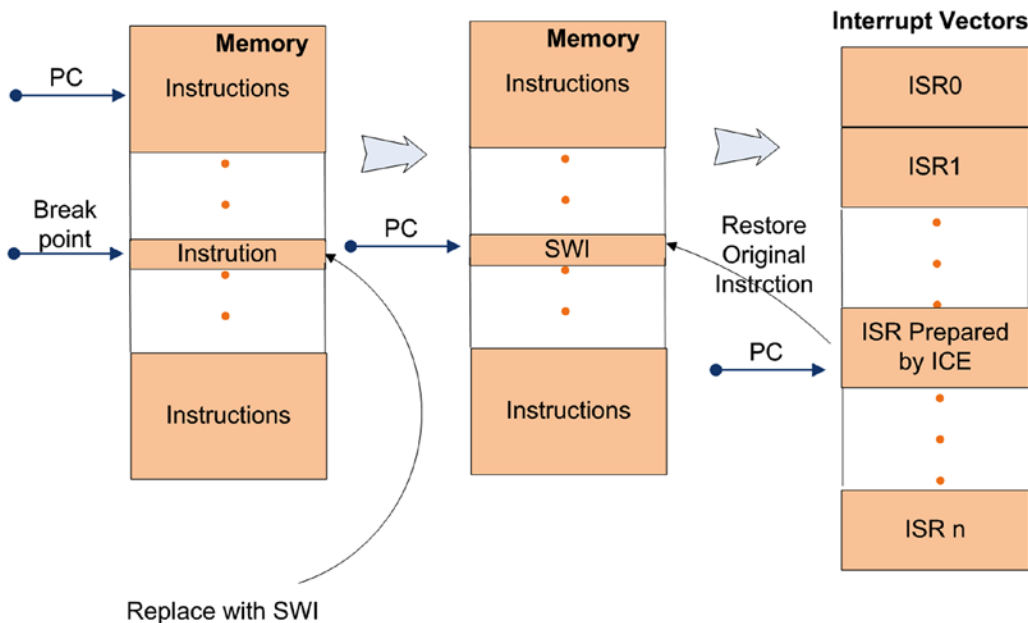 Memory
Instructions
PC
Break
point
Instrution
Instructions
Replace with SWI
Memory
Instructions
PC
SWI
Instructions
Interrupt Vectors
ISR0
ISR1
Restore
Original
Instrction
PC
ISR Prepared
by ICE
ISR n